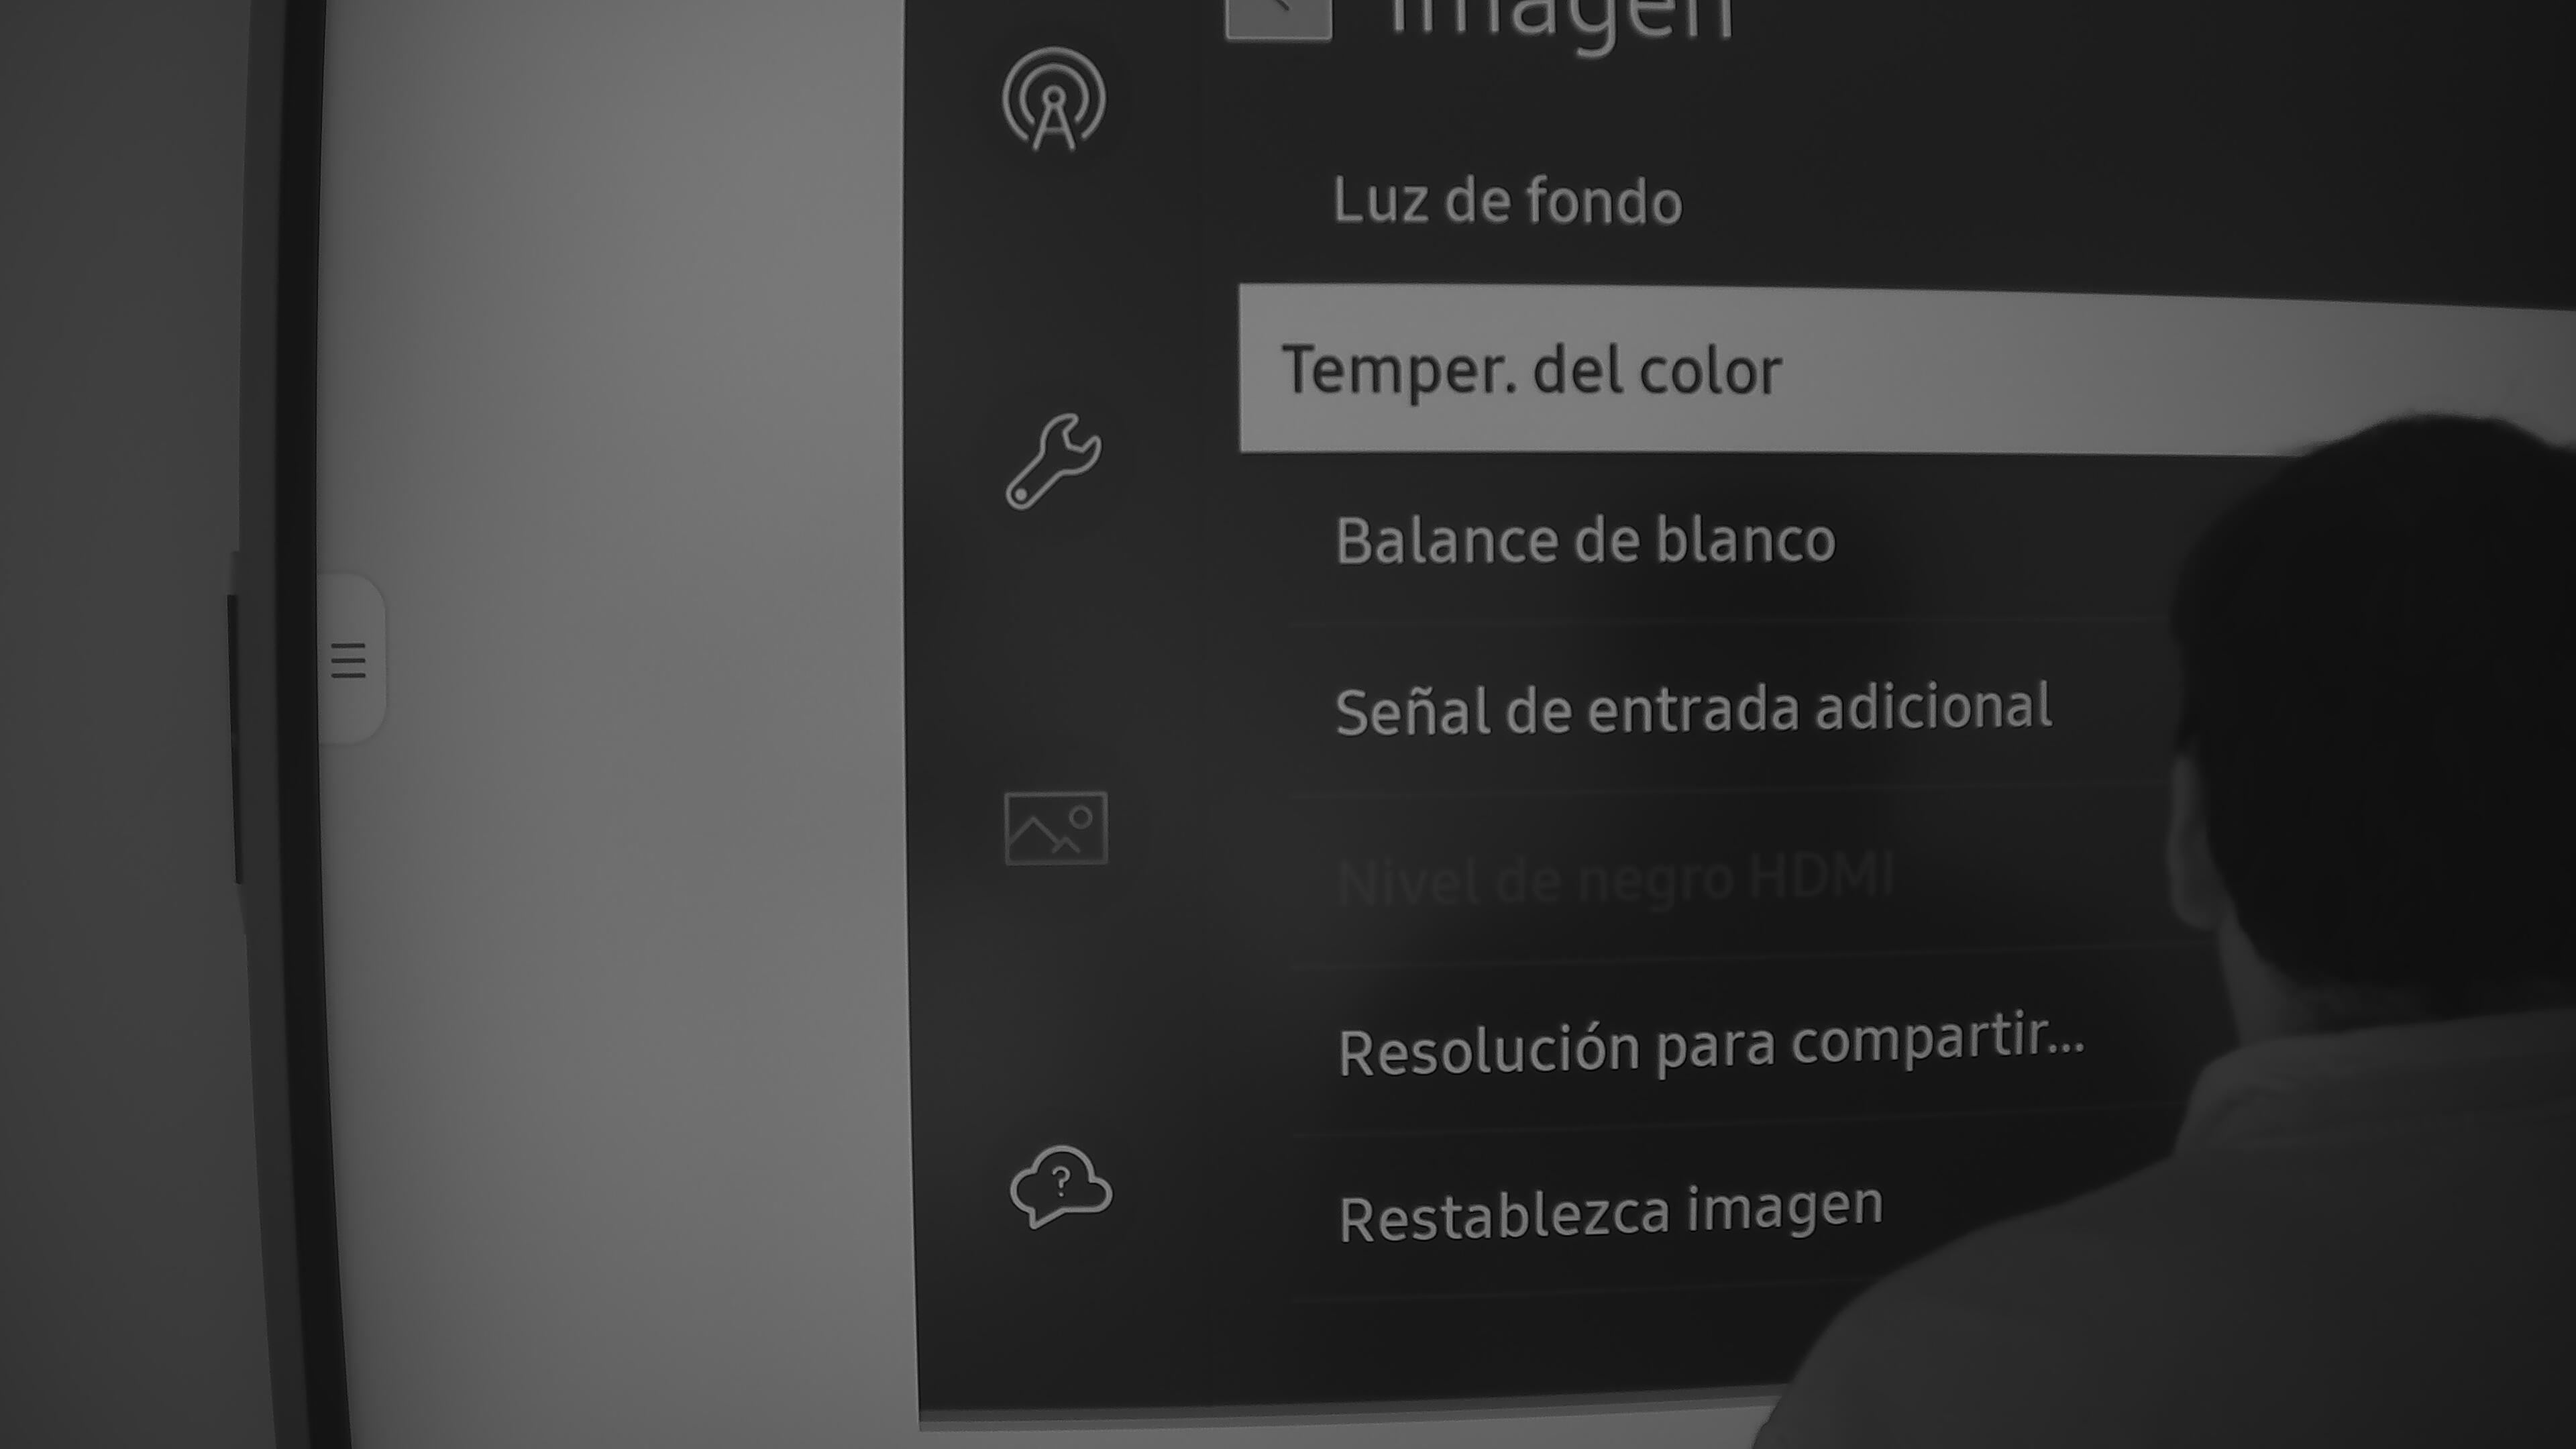 Imagen
Luz de fondo
Temper. del color
Balance de blanco
Señal de entrada adicional
Nivel de negro HDMI
Resolución para compartir...
Restablezca imagen
?